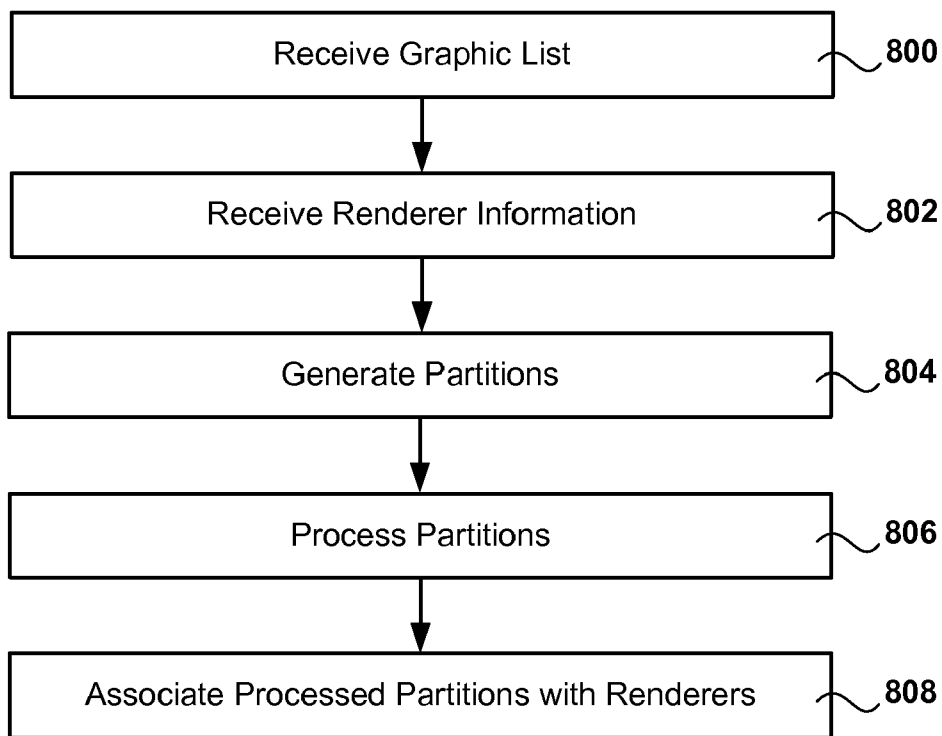 Receive Graphic List 800
Receive Renderer Information 802
Generate Partitions 804
Process Partitions 806
Associate Processed Partitions with Renderers 808